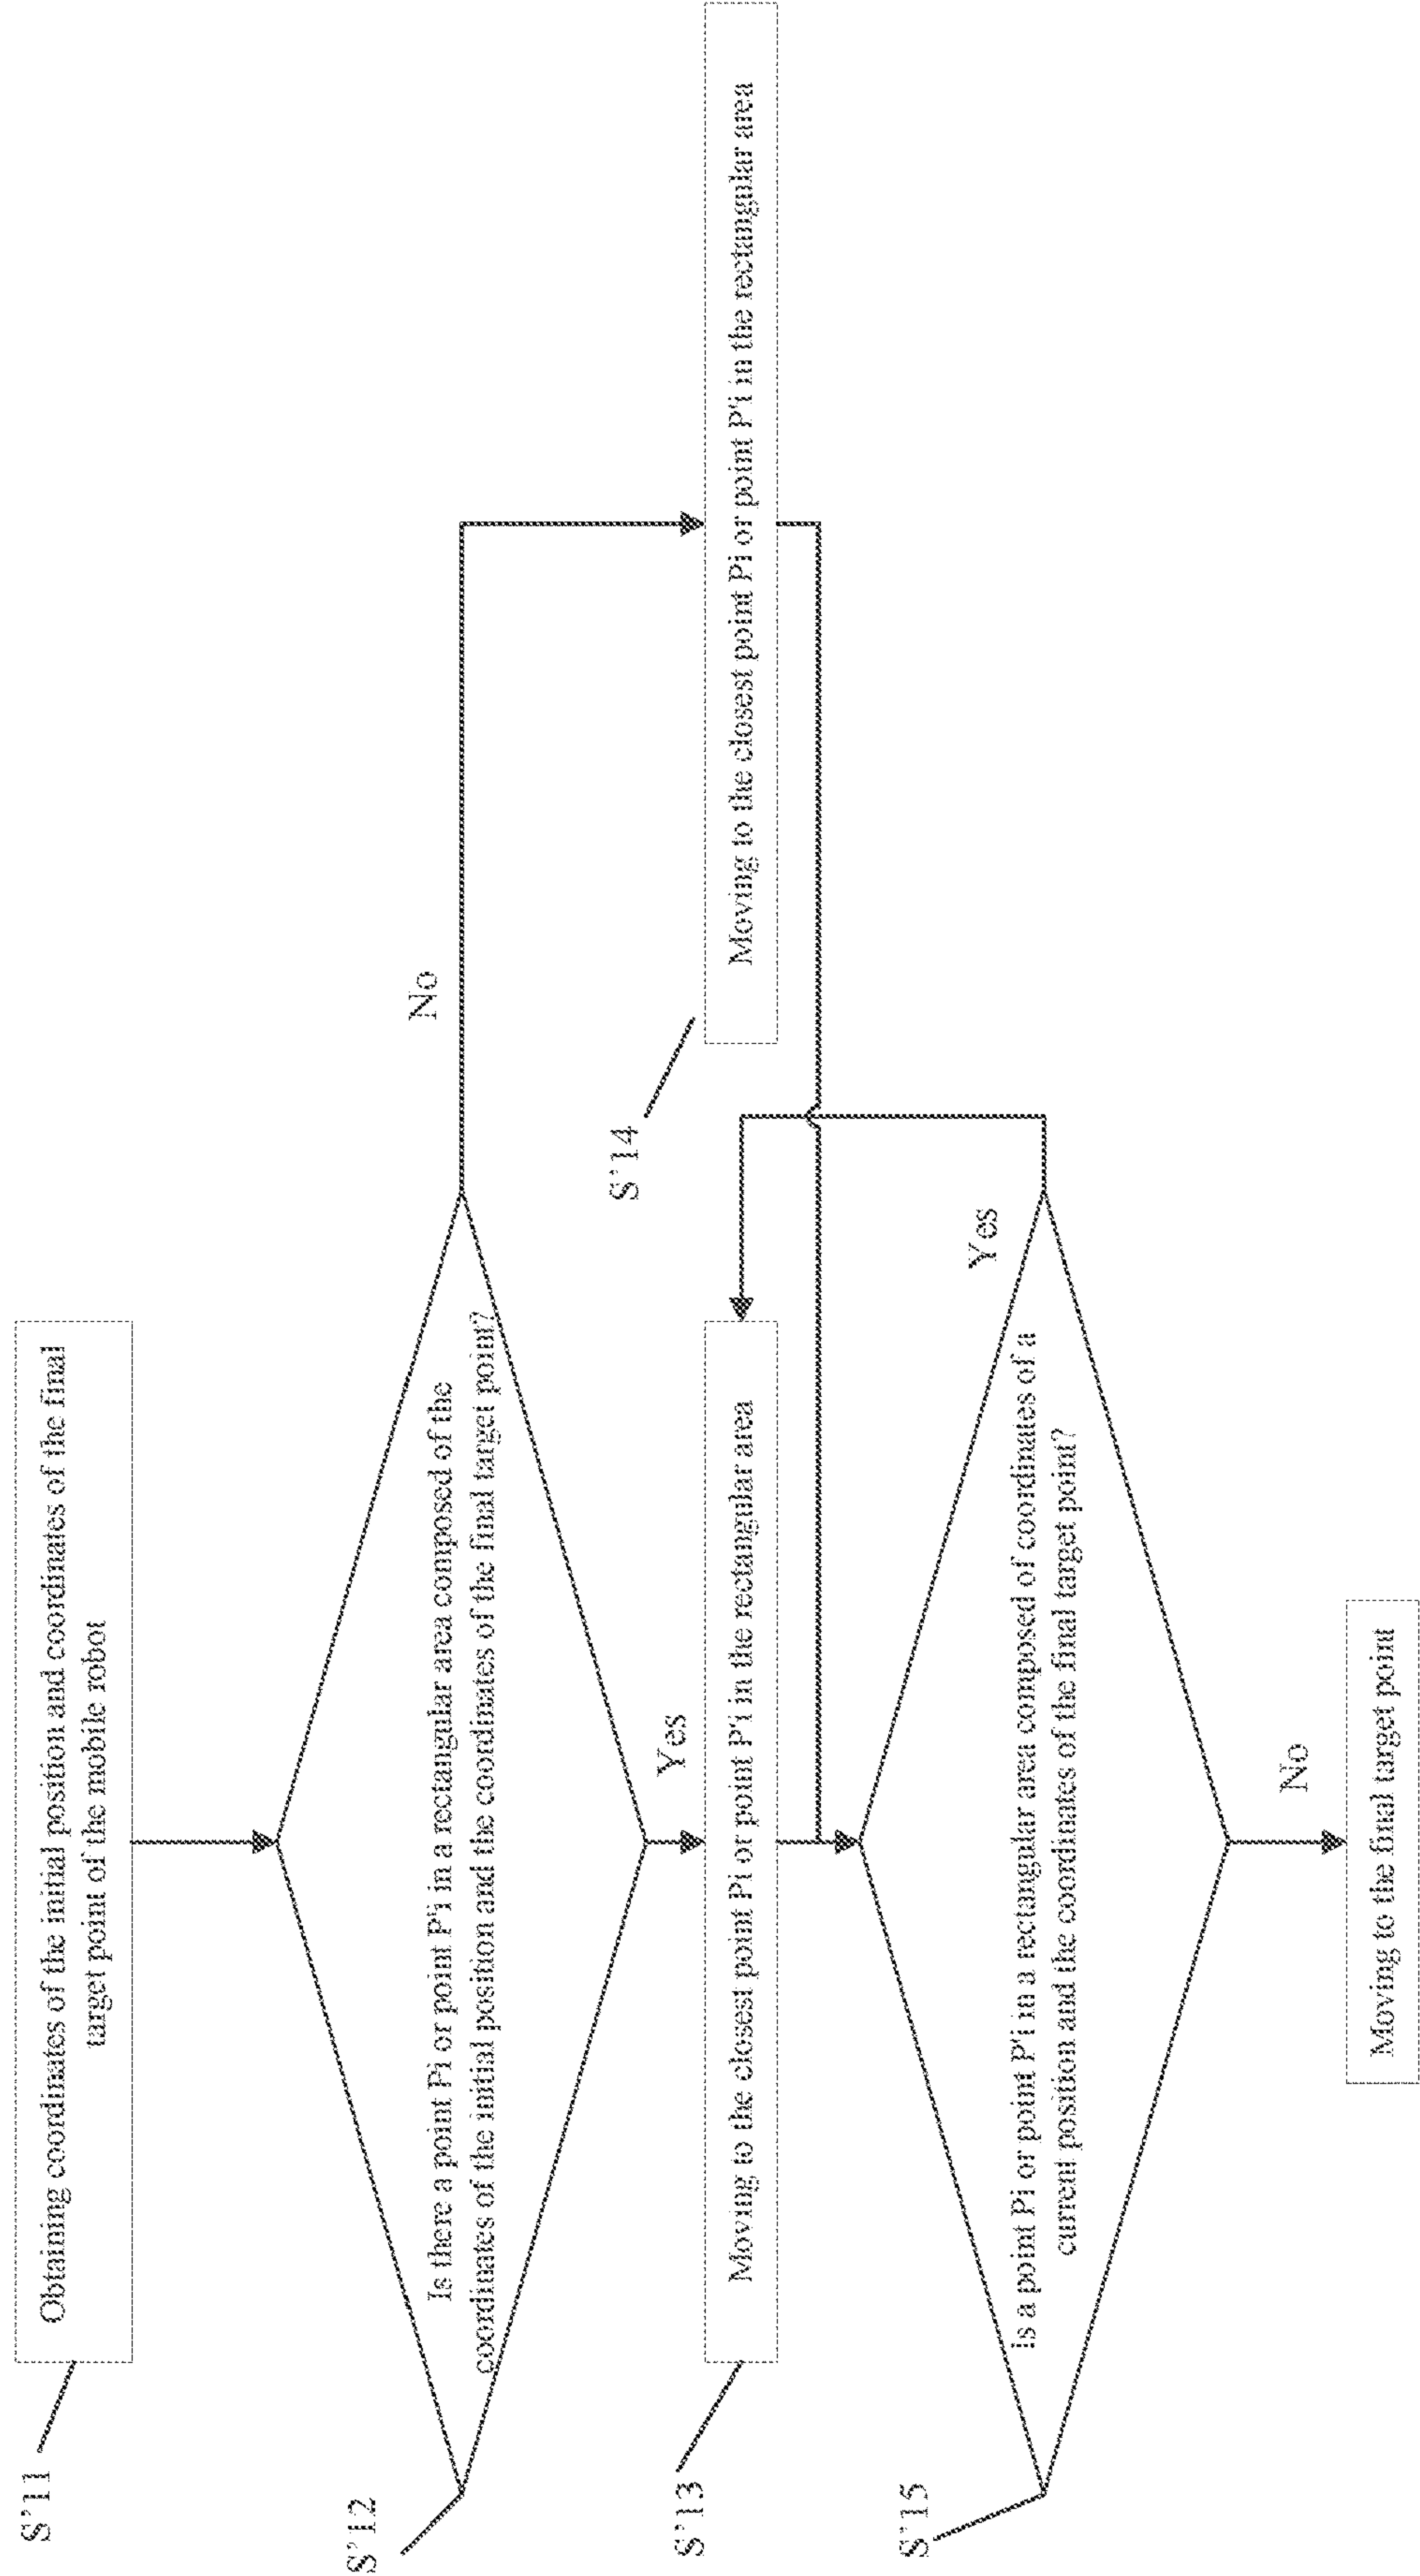 S'11
Obtaining coordinates of the initial position and coordinates of the final
target point of the mobile robot
S'12
Is there a point Pi or point P'i in a rectangular area composed of the
coordinates of the initial position and the coordinates of the final target point?
No
Yes
S'13
Moving to the closest point Pi or point P'i in the rectangular area
S'14
Moving to the closest point Pi or point P'i in the rectangular area
S'15
Is a point Pi or point P'i in a rectangular area composed of coordinates of a
current position and the coordinates of the final target point?
Yes
No
Moving to the final target point